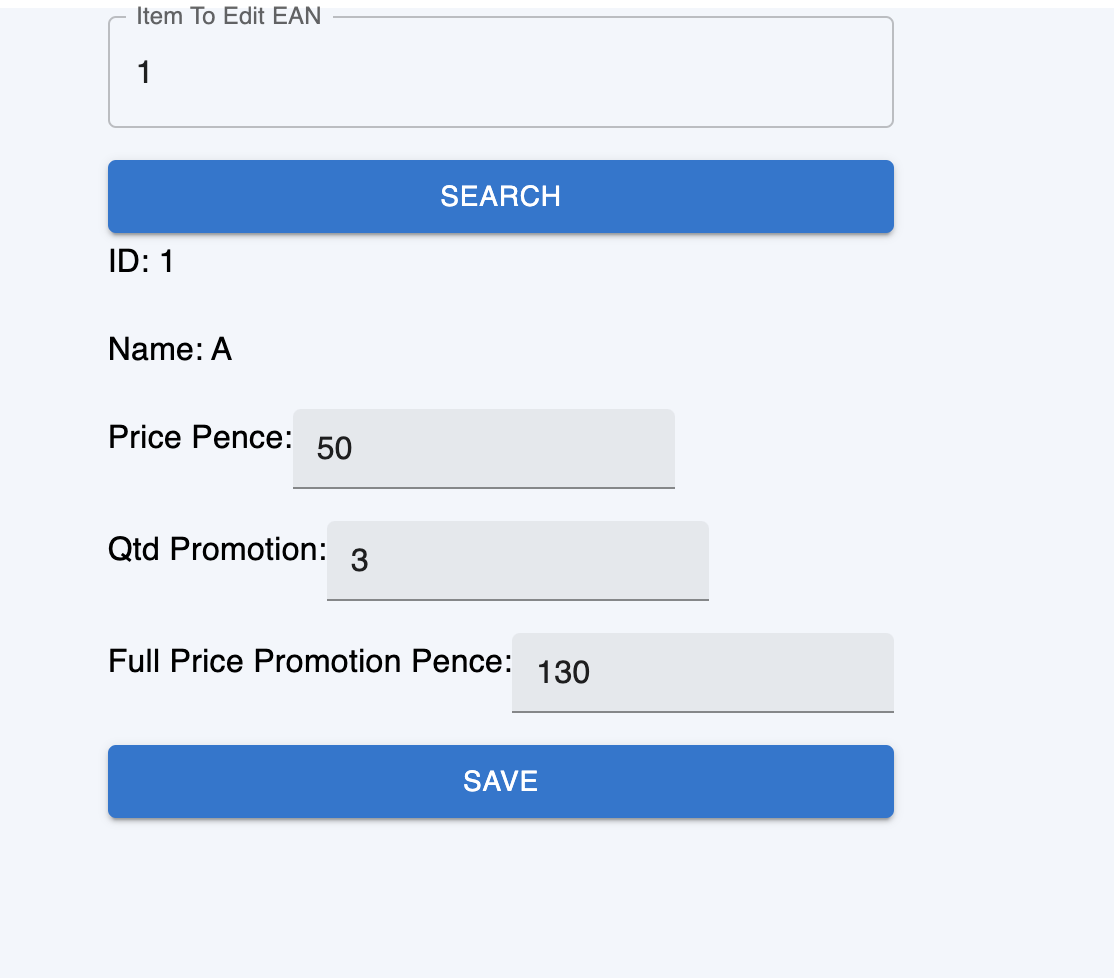 Item To Edit EAN
1
SEARCH
ID: 1
Name: A
Price Pence: 50
Qtd Promotion: 3
Full Price Promotion Pence: 130
SAVE